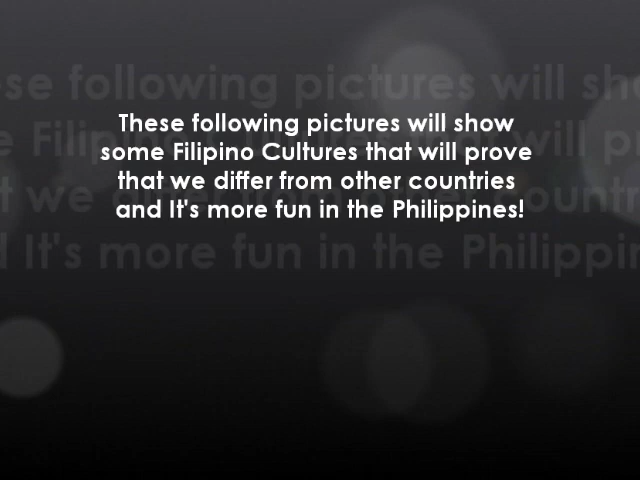 These following pictures will show
some Filipino Cultures that will prove
that we differ from other countries
and It's more fun in the Philippines!